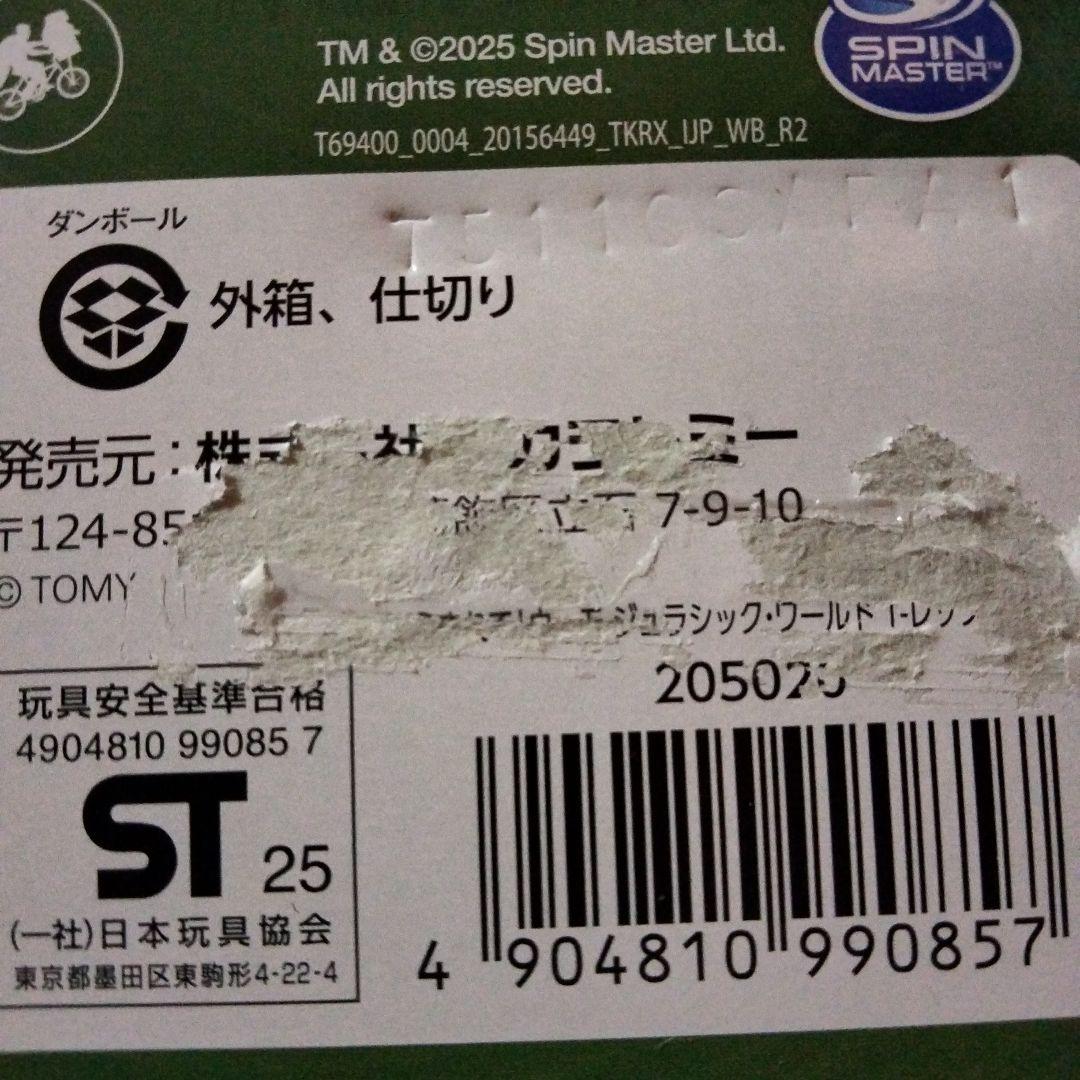 TM & ©2025 Spin Master Ltd.
All rights reserved.
SPIN MASTER™
T69400_0004_20156449_TKRX_IJP_WB_R2
ダンボール
外箱、仕切り
発売元:株
〒124-85
7-9-10
© TOMY
ジュラシック・ワールド
20502
玩具安全基準合格
4904810 99085 7
ST 25
(一社)日本玩具協会
東京都墨田区東駒形4-22-4
4 904810 990857